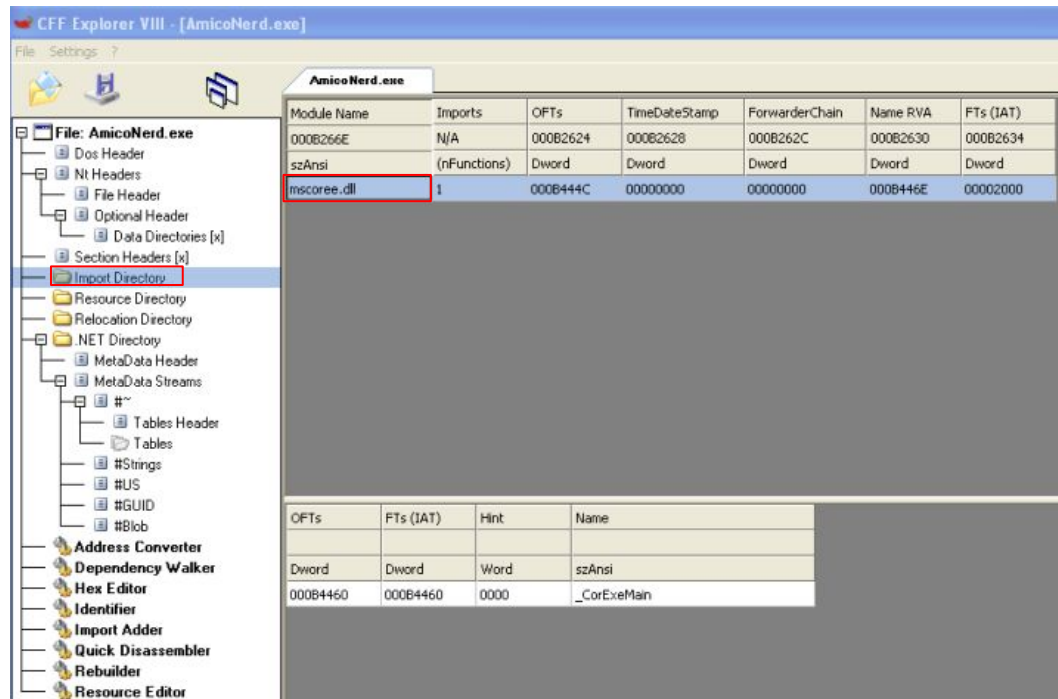 CFF Explorer VIII - [AmicoNerd.exe]
File Settings ?
AmicoNerd.exe
File: AmicoNerd.exe
Dos Header
Nt Headers
File Header
Optional Header
Data Directories [x]
Section Headers [x]
Import Directory
Resource Directory
Relocation Directory
.NET Directory
MetaData Header
MetaData Streams
#~
Tables Header
Tables
#Strings
#US
#GUID
#Blob
Address Converter
Dependency Walker
Hex Editor
Identifier
Import Adder
Quick Disassembler
Rebuilder
Resource Editor
Module Name Imports OFTs TimeDateStamp ForwarderChain Name RVA FTs (IAT)
000B266E N/A 000B2624 000B2628 000B262C 000B2630 000B2634
szAnsi (nFunctions) Dword Dword Dword Dword Dword
mscoree.dll 1 000B444C 00000000 00000000 000B446E 00002000
OFTs FTs (IAT) Hint Name
Dword Dword Word szAnsi
000B4460 000B4460 0000 _CorExeMain